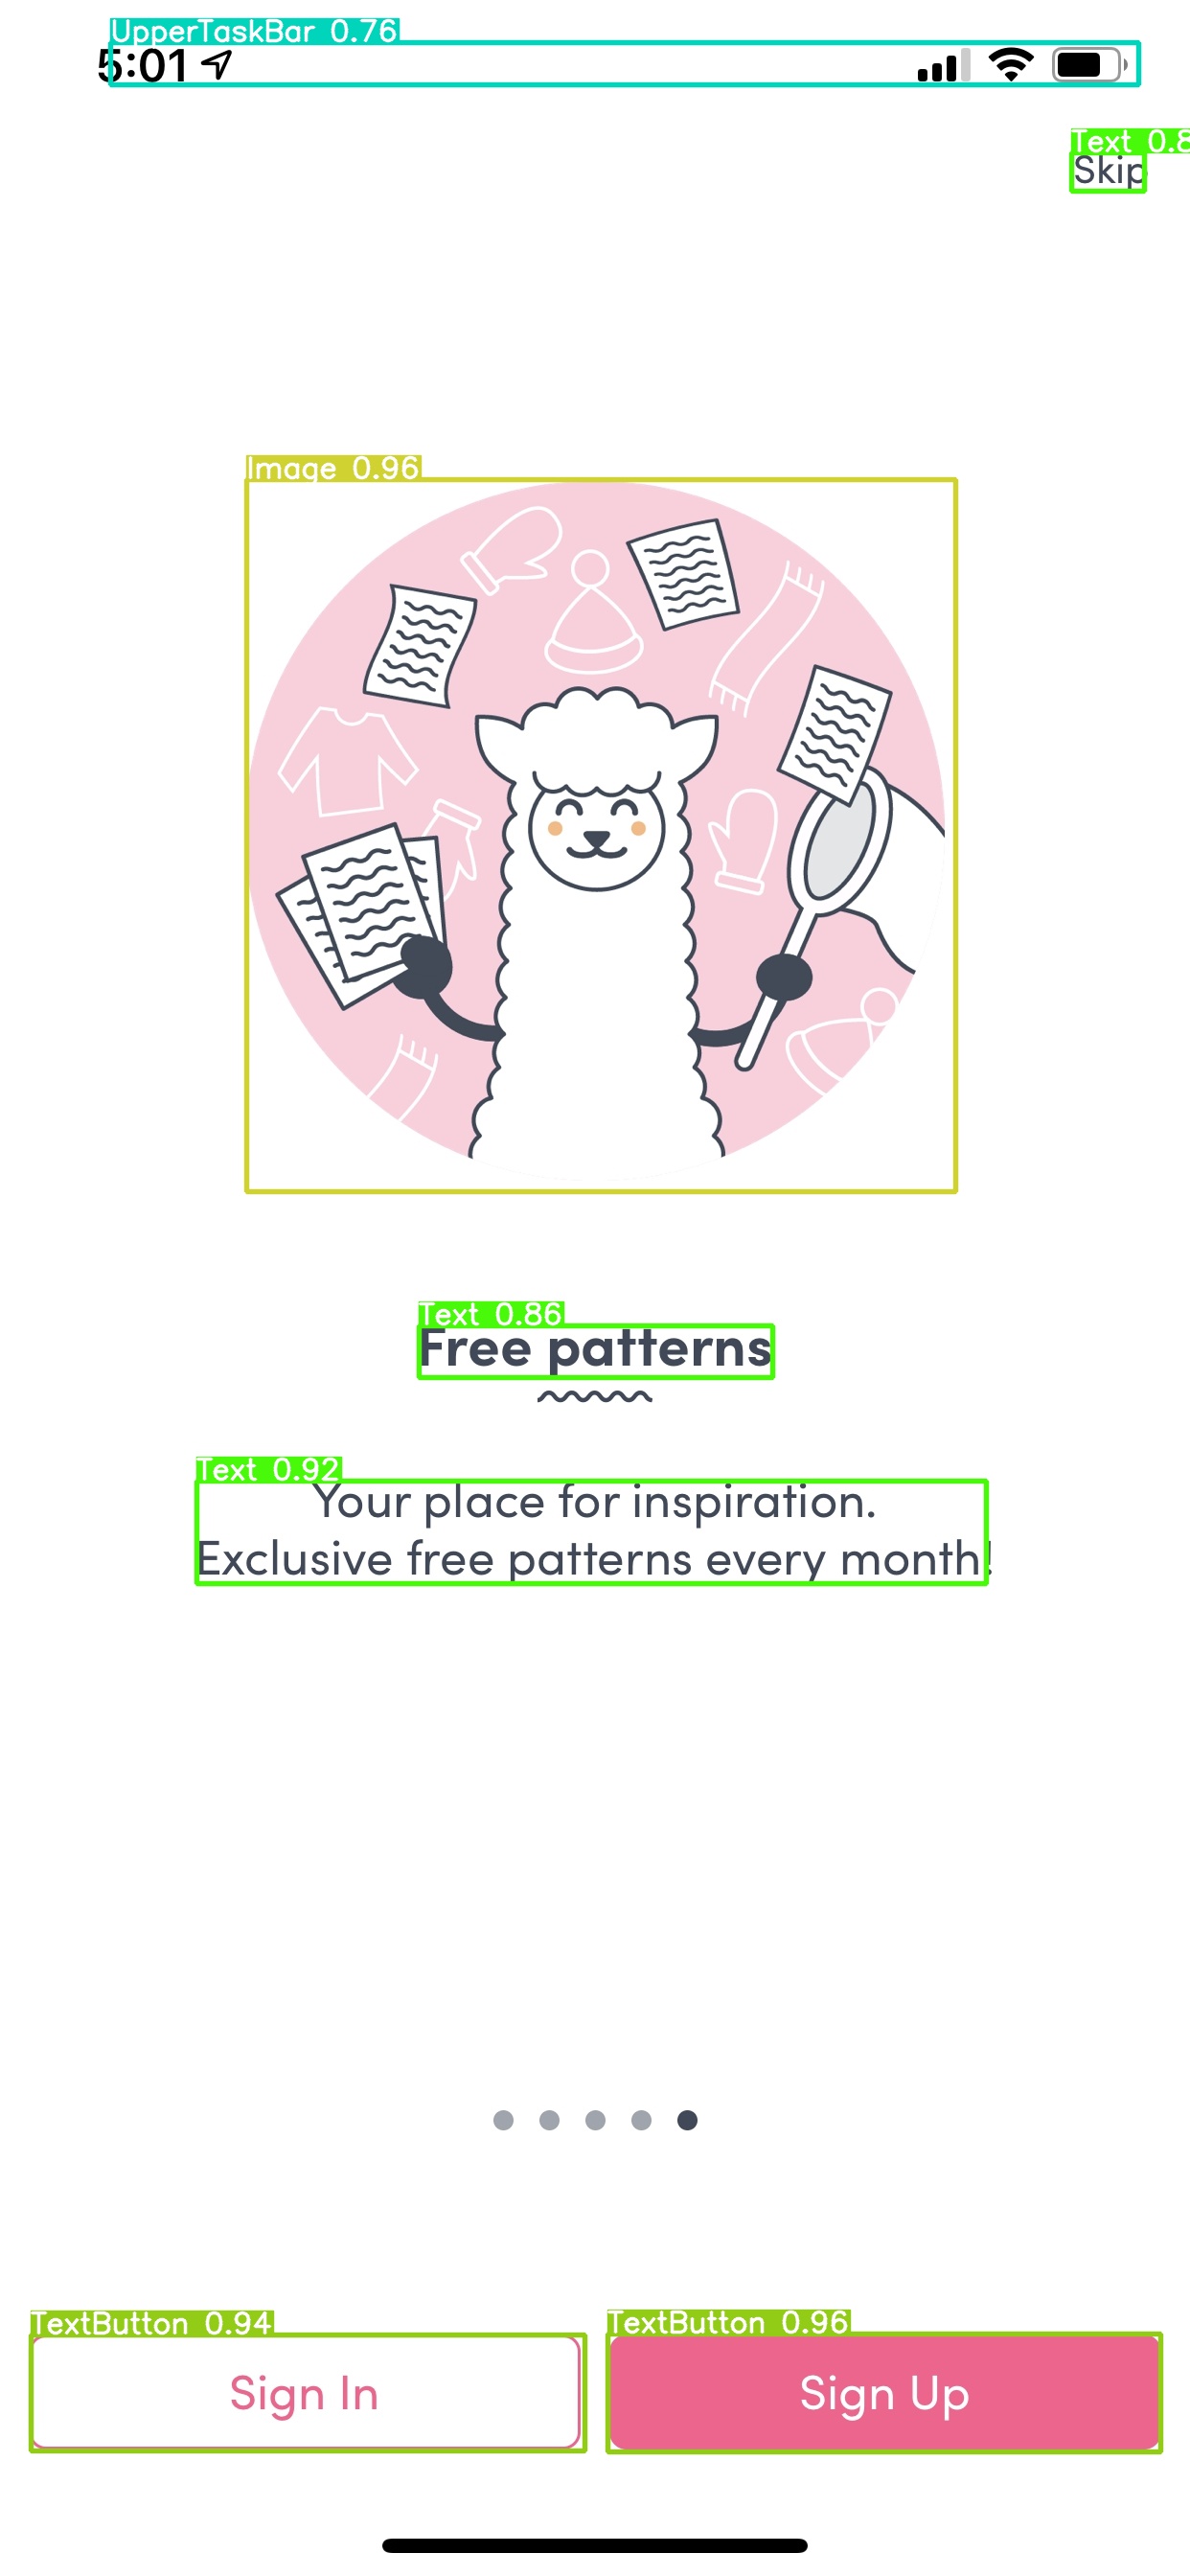 UpperTaskBar 0.76
5:01
Text 0.8
Skip
Image 0.96
Text 0.86
Free patterns
Text 0.92
Your place for inspiration.
Exclusive free patterns every month!
TextButton 0.94
TextButton 0.96
Sign In
Sign Up